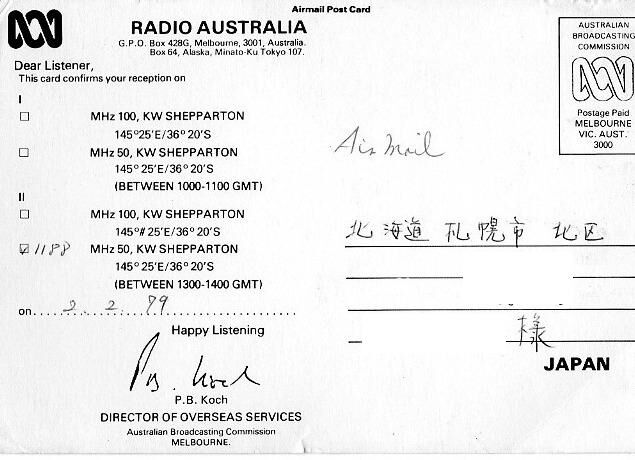 Airmail Post Card
RADIO AUSTRALIA
G.P.O. Box 428G, Melbourne, 3001, Australia.
Box 64, Alaska, Minato-Ku Tokyo 107.
Dear Listener,
This card confirms your reception on
I
MHz 100, KW SHEPPARTON
145°25'E/36° 20'S
MHz 50, KW SHEPPARTON
145° 25'E/36° 20'S
(BETWEEN 1000-1100 GMT)
II
MHz 100, KW SHEPPARTON
145°# 25'E/36° 20'S
1188 MHz 50, KW SHEPPARTON
145° 25'E/36° 20'S
(BETWEEN 1300-1400 GMT)
on.... 2. 2. 79
Happy Listening
P.B. Koch
P.B. Koch
DIRECTOR OF OVERSEAS SERVICES
Australian Broadcasting Commission
MELBOURNE.
AUSTRALIAN
BROADCASTING
COMMISSION
Postage Paid
MELBOURNE
VIC. AUST.
3000
Air mail
北海道 札幌市 北区
様
JAPAN